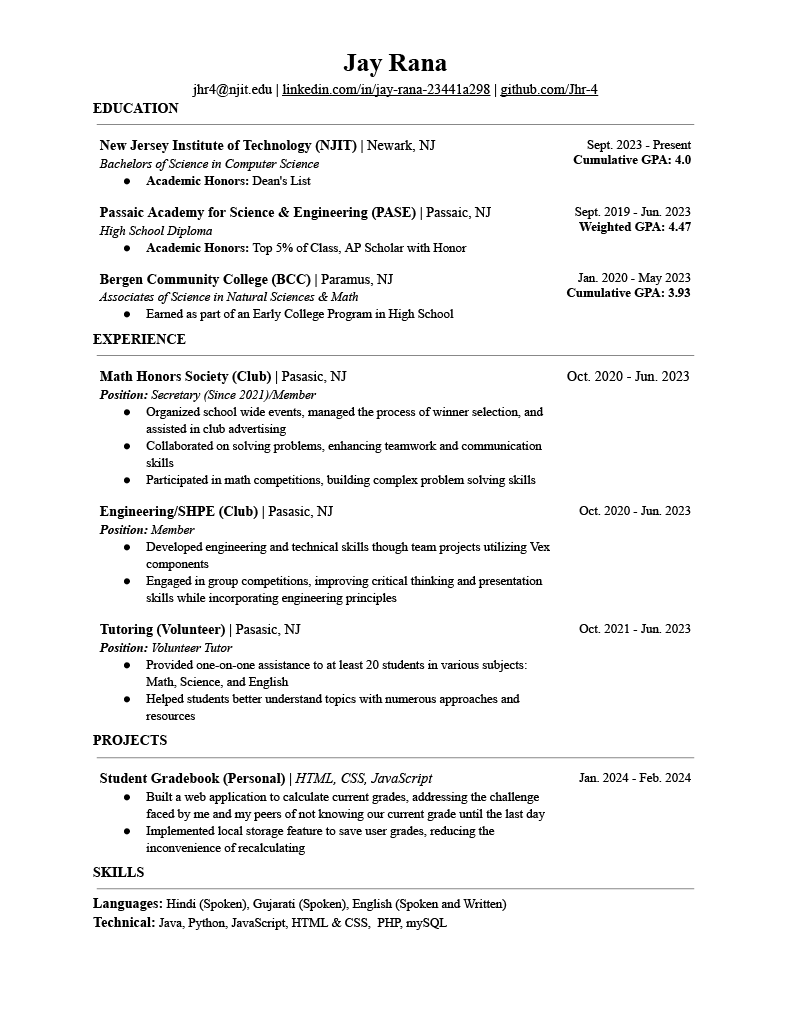 Jay Rana
jhr4@njit.edu | linkedin.com/in/jay-rana-23441a298 | github.com/Jhr-4
EDUCATION
New Jersey Institute of Technology (NJIT) | Newark, NJ Sept. 2023 - Present
Bachelors of Science in Computer Science Cumulative GPA: 4.0
● Academic Honors: Dean's List
Passaic Academy for Science & Engineering (PASE) | Passaic, NJ Sept. 2019 - Jun. 2023
High School Diploma Weighted GPA: 4.47
● Academic Honors: Top 5% of Class, AP Scholar with Honor
Bergen Community College (BCC) | Paramus, NJ Jan. 2020 - May 2023
Associates of Science in Natural Sciences & Math Cumulative GPA: 3.93
● Earned as part of an Early College Program in High School
EXPERIENCE
Math Honors Society (Club) | Pasasic, NJ Oct. 2020 - Jun. 2023
Position: Secretary (Since 2021)/Member
● Organized school wide events, managed the process of winner selection, and
assisted in club advertising
● Collaborated on solving problems, enhancing teamwork and communication
skills
● Participated in math competitions, building complex problem solving skills
Engineering/SHPE (Club) | Pasasic, NJ Oct. 2020 - Jun. 2023
Position: Member
● Developed engineering and technical skills though team projects utilizing Vex
components
● Engaged in group competitions, improving critical thinking and presentation
skills while incorporating engineering principles
Tutoring (Volunteer) | Pasasic, NJ Oct. 2021 - Jun. 2023
Position: Volunteer Tutor
● Provided one-on-one assistance to at least 20 students in various subjects:
Math, Science, and English
● Helped students better understand topics with numerous approaches and
resources
PROJECTS
Student Gradebook (Personal) | HTML, CSS, JavaScript Jan. 2024 - Feb. 2024
● Built a web application to calculate current grades, addressing the challenge
faced by me and my peers of not knowing our current grade until the last day
● Implemented local storage feature to save user grades, reducing the
inconvenience of recalculating
SKILLS
Languages: Hindi (Spoken), Gujarati (Spoken), English (Spoken and Written)
Technical: Java, Python, JavaScript, HTML & CSS, PHP, mySQL